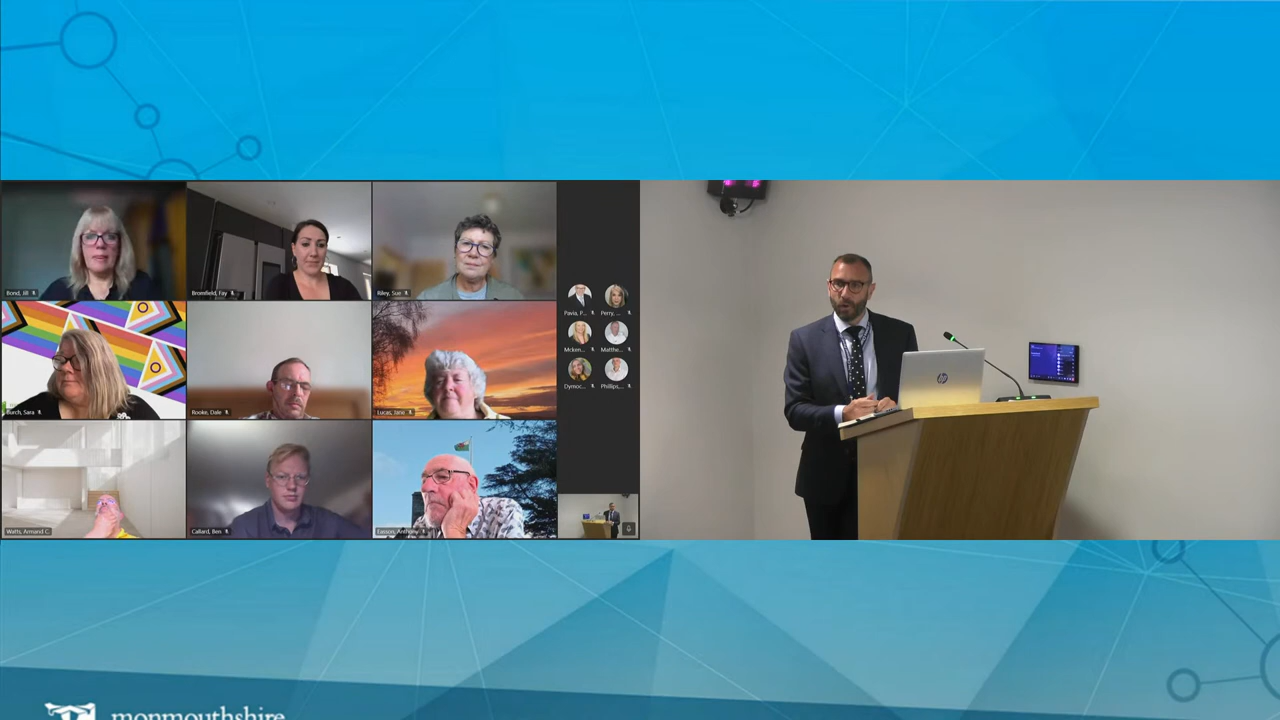 Bond, Jill
Bromfield, Fay
Riley, Sue
Burch, Sara
Rooke, Dale
Lucas, Jane
Watts, Armand C.
Callard, Ben
Easson, Anthony
Pavia, P...
Perry, ...
Mcken...
Matthe...
Dymoc...
Phillips,...
hp
monmouthshire